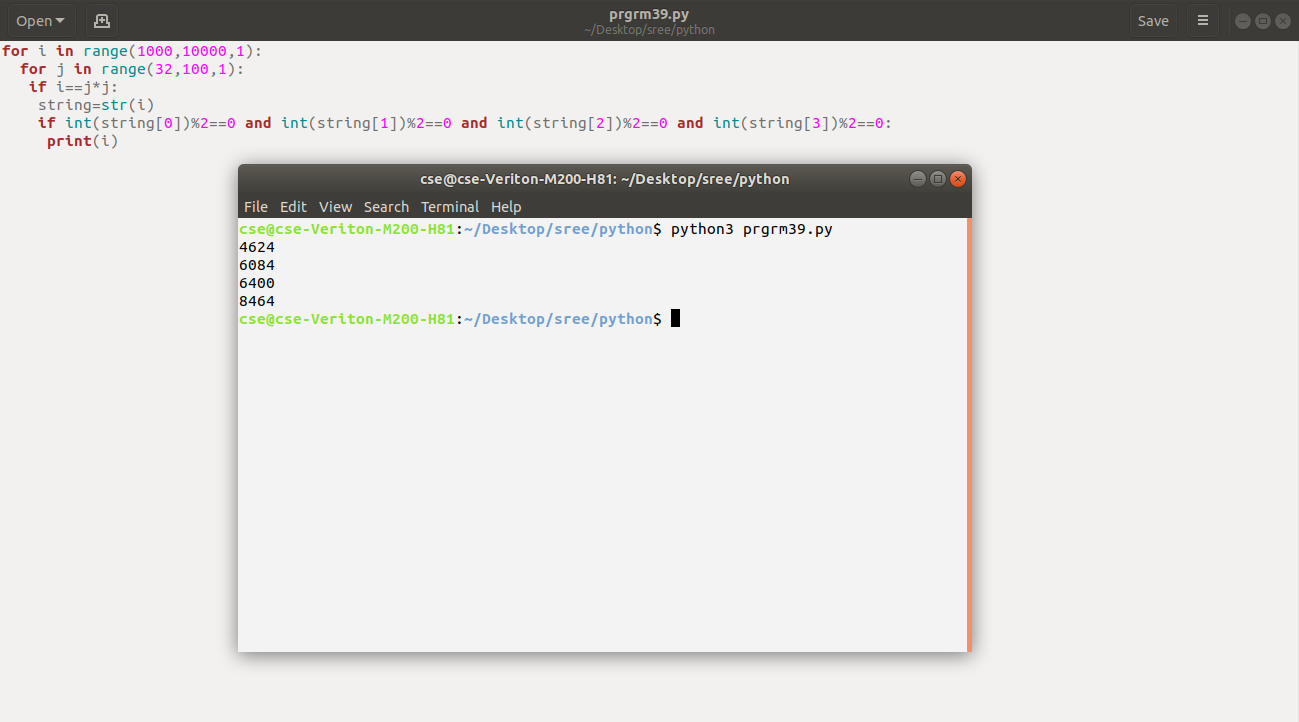 Open
prgrm39.py
~/Desktop/sree/python
Save
for i in range(1000,10000,1):
  for j in range(32,100,1):
   if i==j*j:
    string=str(i)
    if int(string[0])%2==0 and int(string[1])%2==0 and int(string[2])%2==0 and int(string[3])%2==0:
     print(i)
cse@cse-Veriton-M200-H81: ~/Desktop/sree/python
File Edit View Search Terminal Help
cse@cse-Veriton-M200-H81:~/Desktop/sree/python$ python3 prgrm39.py
4624
6084
6400
8464
cse@cse-Veriton-M200-H81:~/Desktop/sree/python$